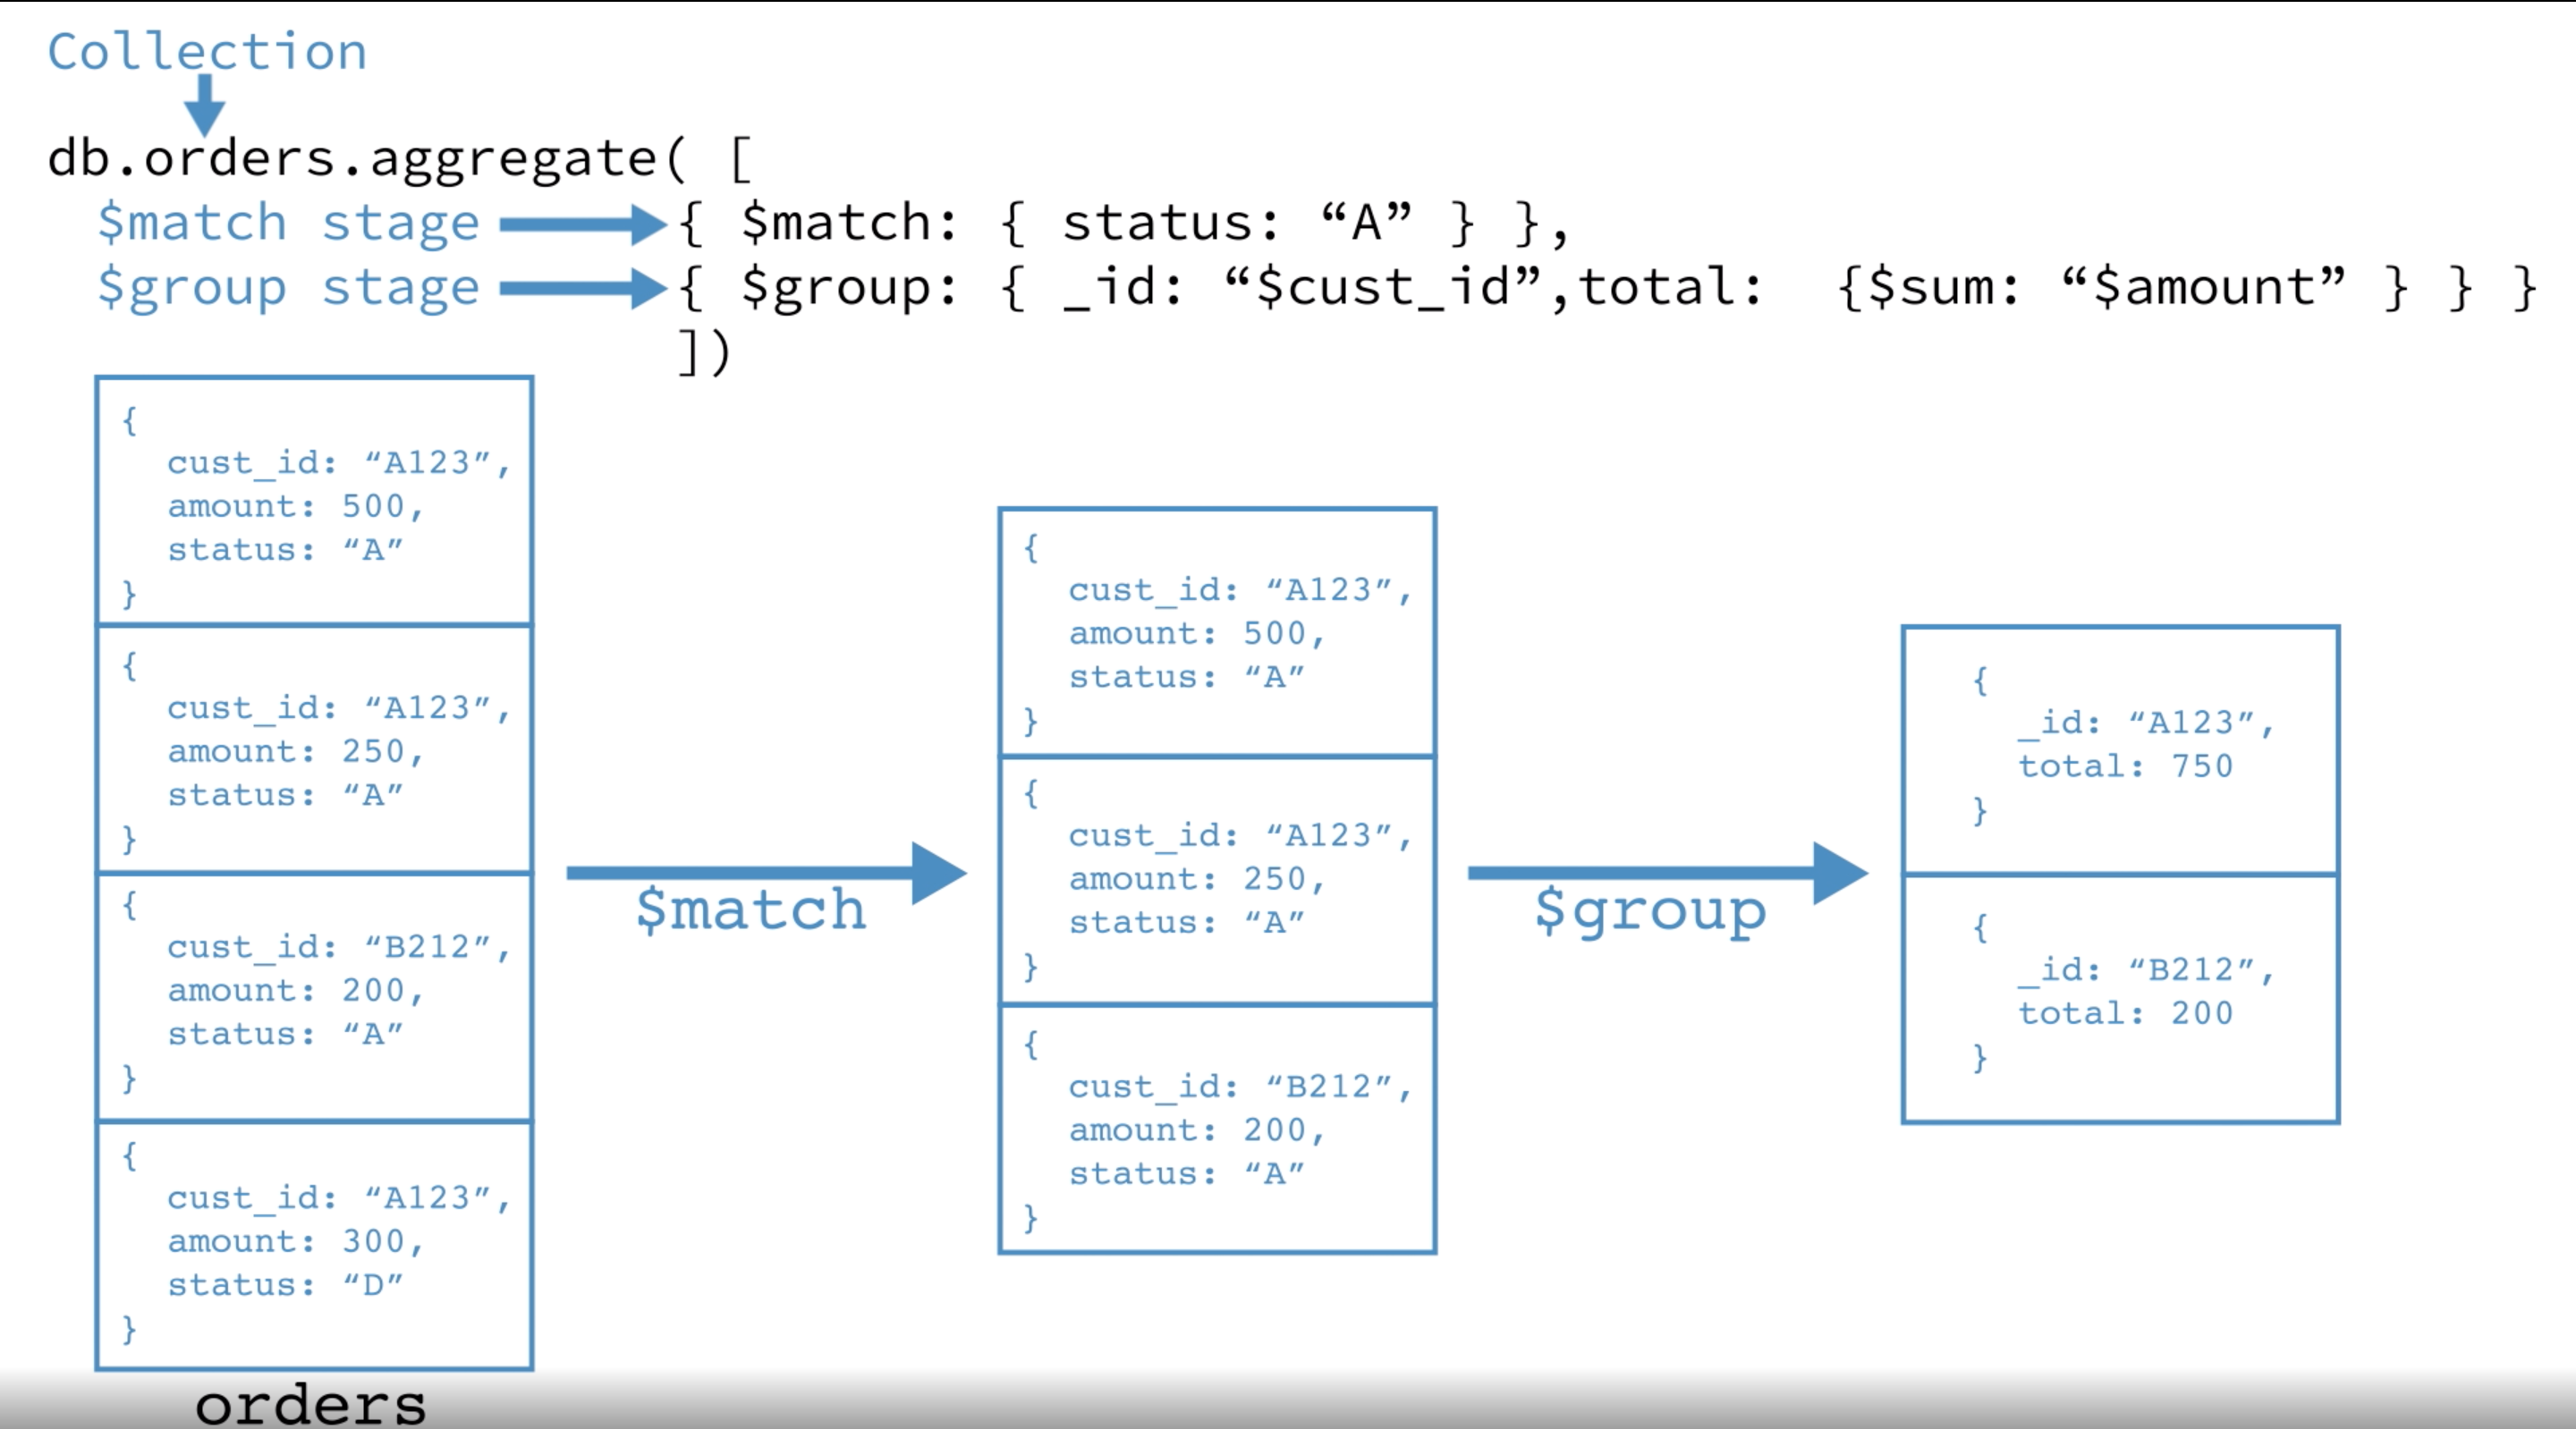 Collection
db.orders.aggregate( [
$match stage { $match: { status: “A” } },
$group stage { $group: { _id: “$cust_id”,total: {$sum: “$amount” } } }
])
{
cust_id: “A123”,
amount: 500,
status: “A”
}
{
cust_id: “A123”,
amount: 250,
status: “A”
}
{
cust_id: “B212”,
amount: 200,
status: “A”
}
{
cust_id: “A123”,
amount: 300,
status: “D”
}
orders
$match
{
cust_id: “A123”,
amount: 500,
status: “A”
}
{
cust_id: “A123”,
amount: 250,
status: “A”
}
{
cust_id: “B212”,
amount: 200,
status: “A”
}
$group
{
_id: “A123”,
total: 750
}
{
_id: “B212”,
total: 200
}